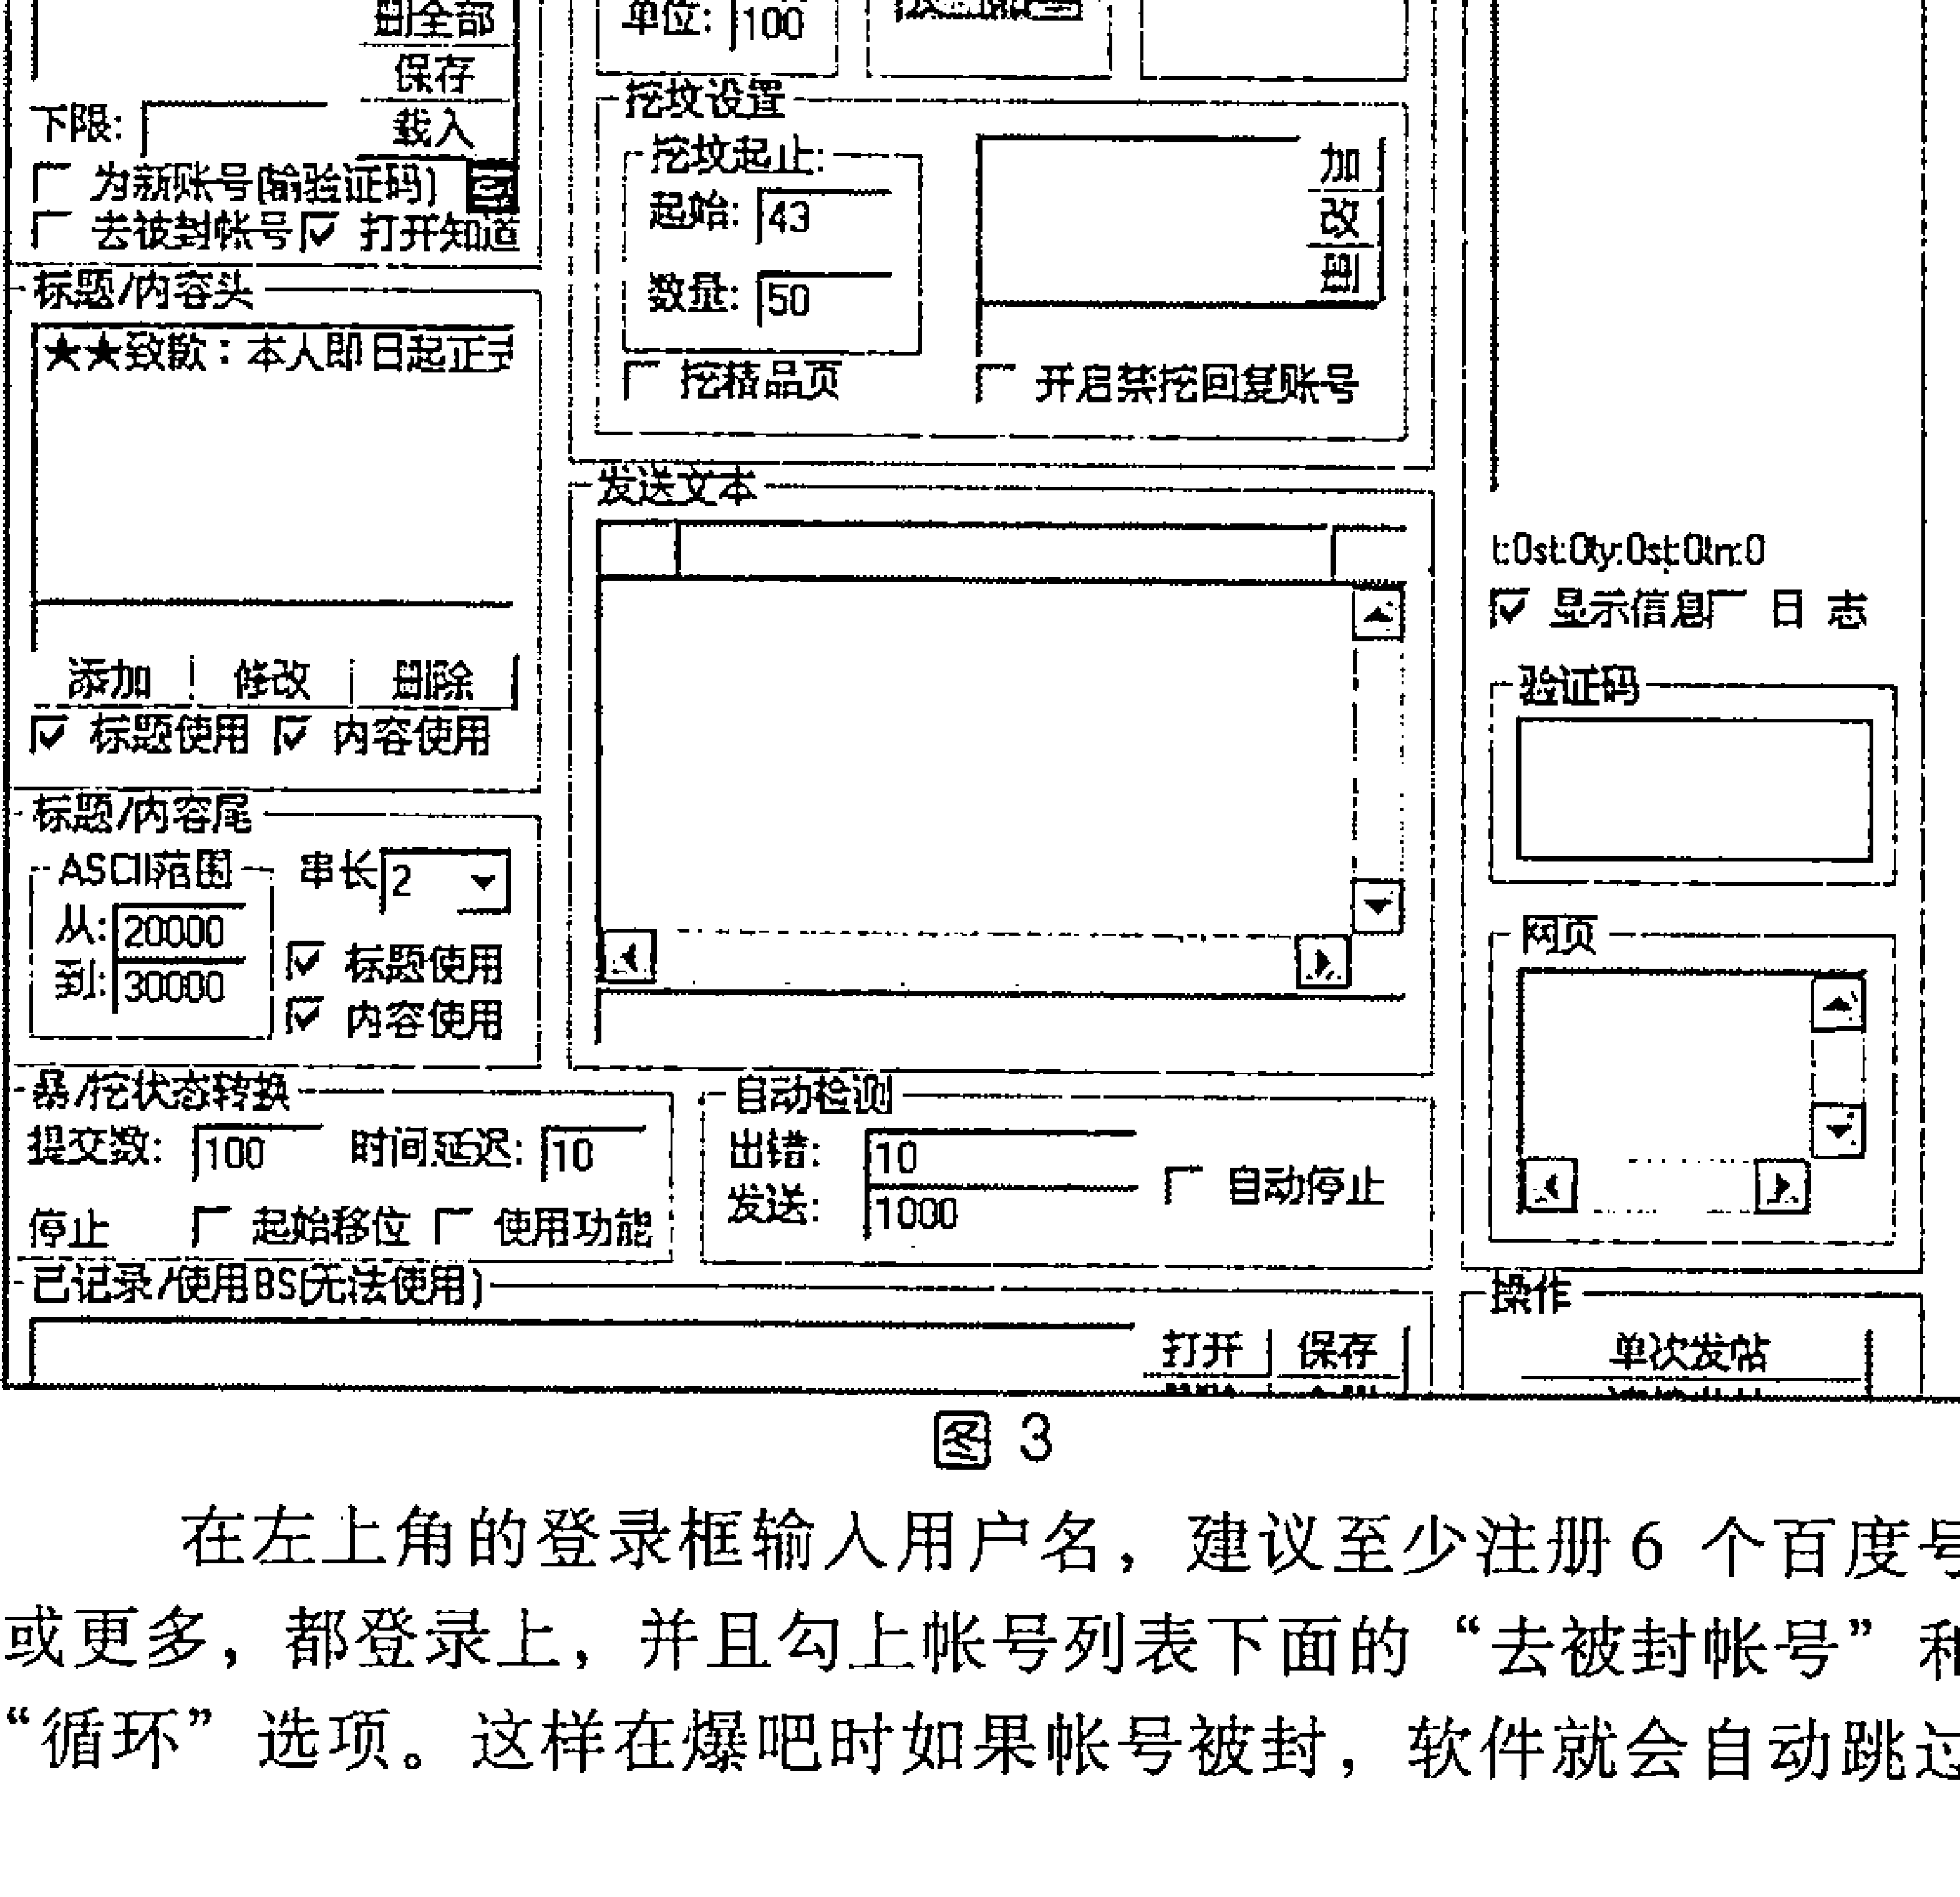 删全部
保存
载入
下限:
为新账号(输验证码)
去被封帐号 打开知道
单位: 100
挖坟设置
挖坟起止:
起始: 43
数量: 50
加
改
删
挖精品页
开启禁挖回复账号
标题/内容头
★★致歉：本人即日起正式
添加 修改 删除
标题使用 内容使用
标题/内容尾
ASCII范围
串长 2
从: 20000
到: 30000
标题使用
内容使用
发送文本
t:0st:0ty:0st:0tn:0
显示信息 日 志
验证码
网页
暴/挖状态转换
提交数: 100 时间延迟: 10
停止 起始移位 使用功能
自动检测
出错: 10
发送: 1000
自动停止
已记录/使用BS(无法使用)
打开 保存
操作
单次发帖
图 3
在左上角的登录框输入用户名，建议至少注册 6 个百度号
或更多，都登录上，并且勾上帐号列表下面的“去被封帐号”和
“循环”选项。这样在爆吧时如果帐号被封，软件就会自动跳过